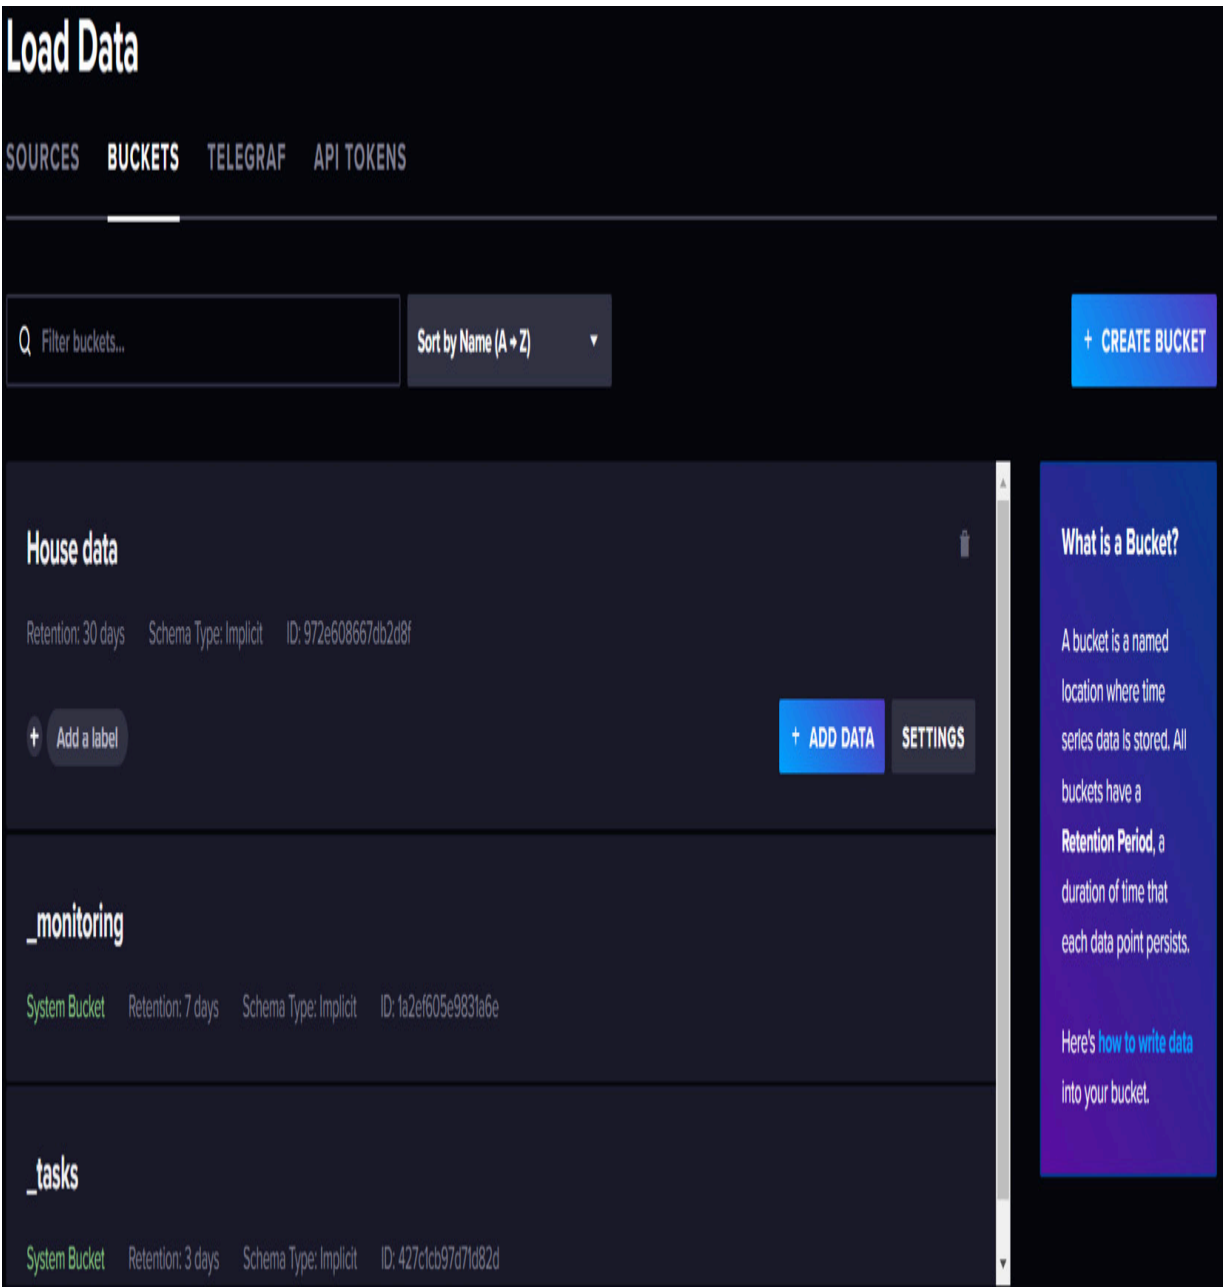 Load Data
SOURCES BUCKETS TELEGRAF API TOKENS
Filter buckets...
Sort by Name (A → Z)
+ CREATE BUCKET
House data
Retention: 30 days Schema Type: Implicit ID: 972e608667db2d8f
+ Add a label
+ ADD DATA SETTINGS
_monitoring
System Bucket Retention: 7 days Schema Type: Implicit ID: 1a2ef605e9831a6e
_tasks
System Bucket Retention: 3 days Schema Type: Implicit ID: 427c1cb97d71d82d
What is a Bucket?
A bucket is a named
location where time
series data is stored. All
buckets have a
Retention Period, a
duration of time that
each data point persists.
Here's how to write data
into your bucket.